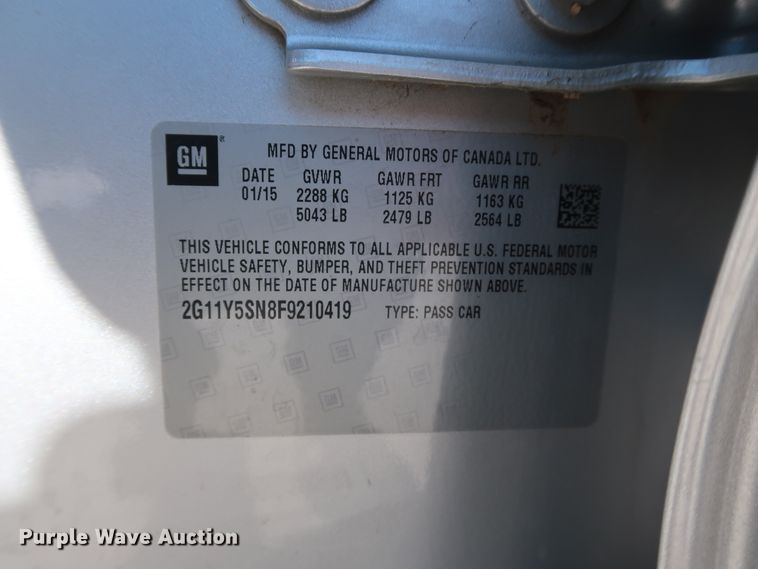 GM
MFD BY GENERAL MOTORS OF CANADA LTD.
DATE GVWR GAWR FRT GAWR RR
01/15 2288 KG 1125 KG 1163 KG
5043 LB 2479 LB 2564 LB
THIS VEHICLE CONFORMS TO ALL APPLICABLE U.S. FEDERAL MOTOR
VEHICLE SAFETY, BUMPER, AND THEFT PREVENTION STANDARDS IN
EFFECT ON THE DATE OF MANUFACTURE SHOWN ABOVE.
2G11Y5SN8F9210419 TYPE: PASS CAR
Purple Wave Auction